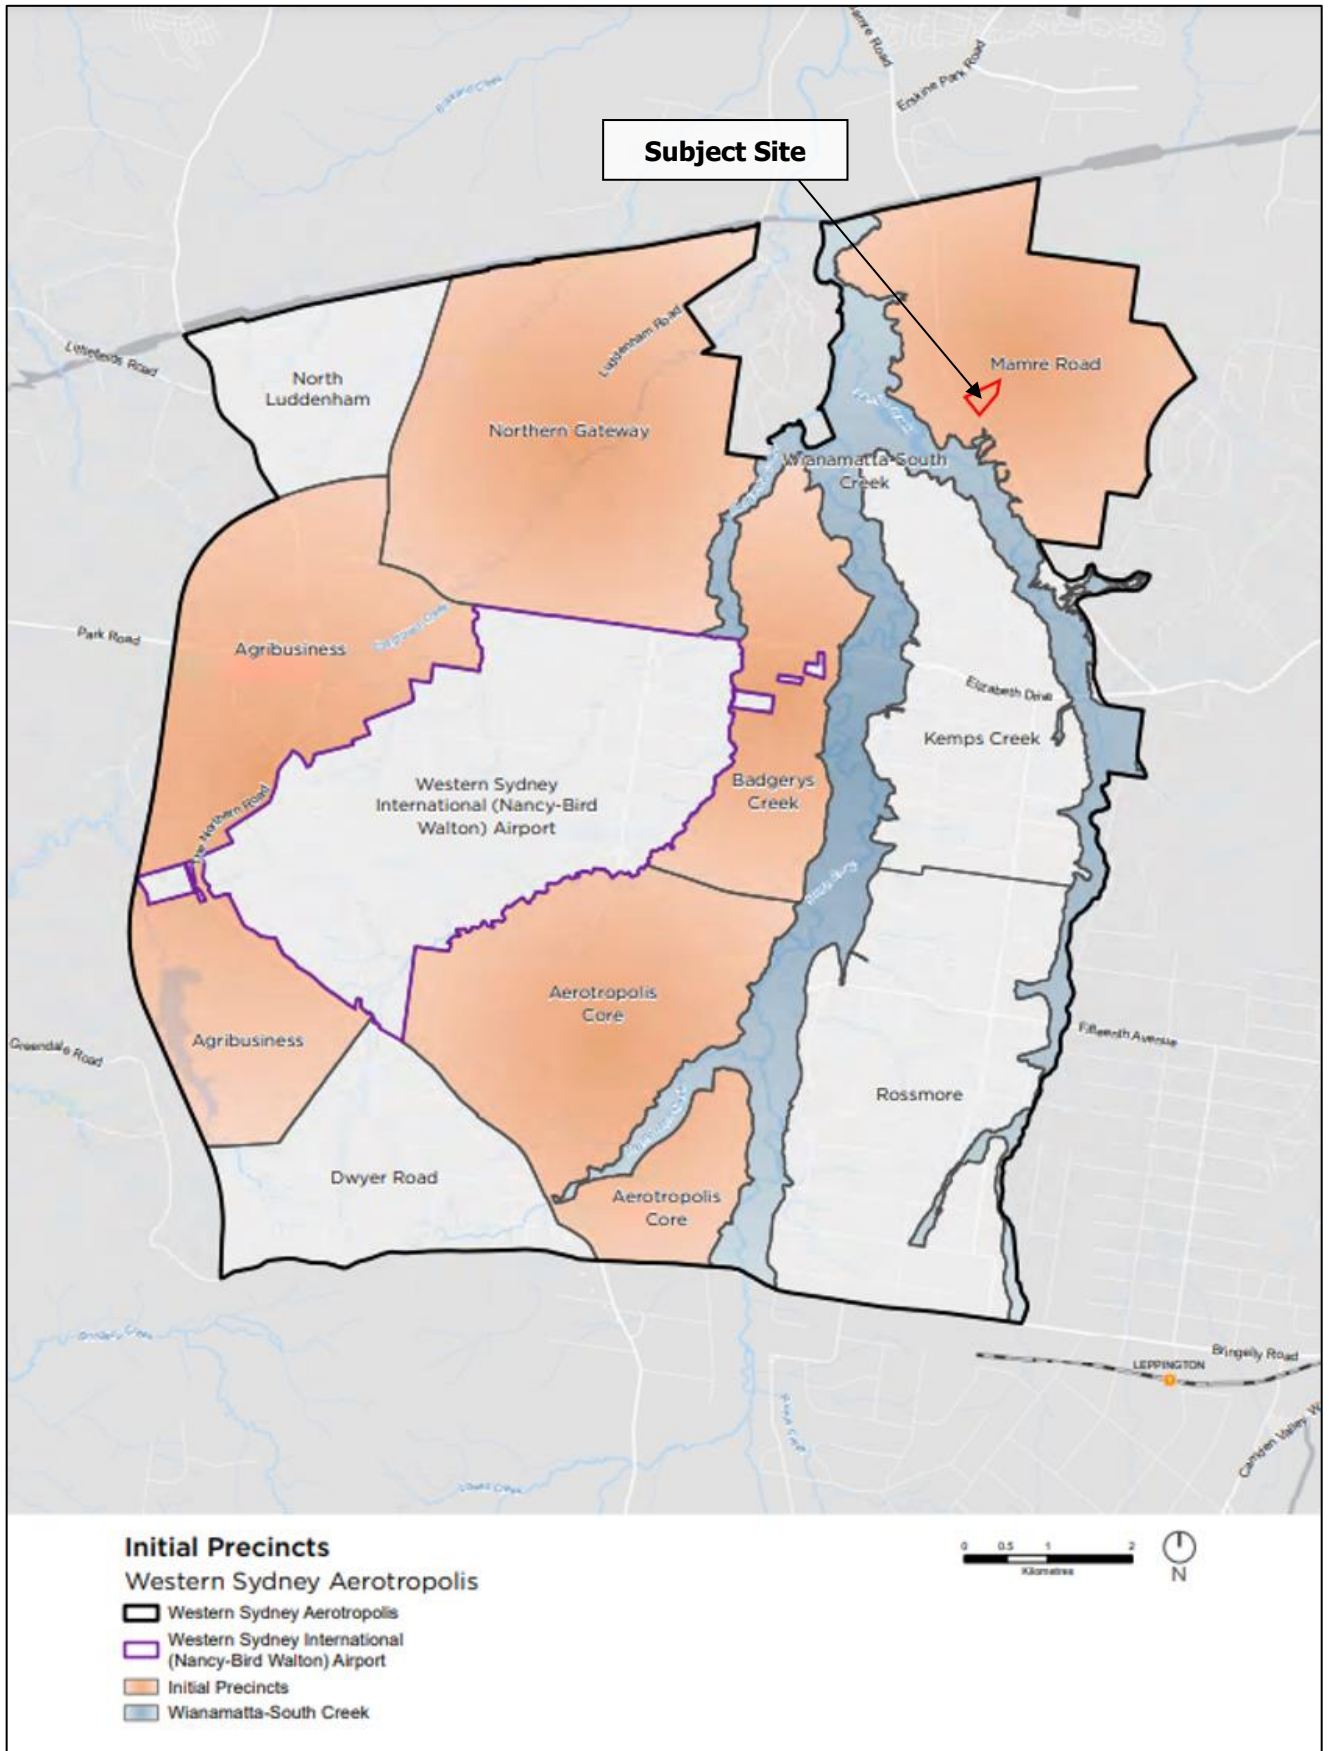 Mamre Road
Erskine Park Road
Subject Site
Luddenham Road
Mamre Road
North
Luddenham
Northern Gateway
Wianamatta-South
Creek
Park Road
Agribusiness
Elizabeth Drive
Kemps Creek
Western Sydney
International (Nancy-Bird
Walton) Airport
Badgerys
Creek
The Northern Road
Aerotropolis
Core
Agribusiness
Greendale Road
Fifteenth Avenue
Rossmore
Dwyer Road
Aerotropolis
Core
Bringelly Road
LEPPINGTON
Camden Valley W
Initial Precincts
Western Sydney Aerotropolis
Western Sydney Aerotropolis
Western Sydney International
(Nancy-Bird Walton) Airport
Initial Precincts
Wianamatta-South Creek
0 0.5 1 2
Kilometres
N